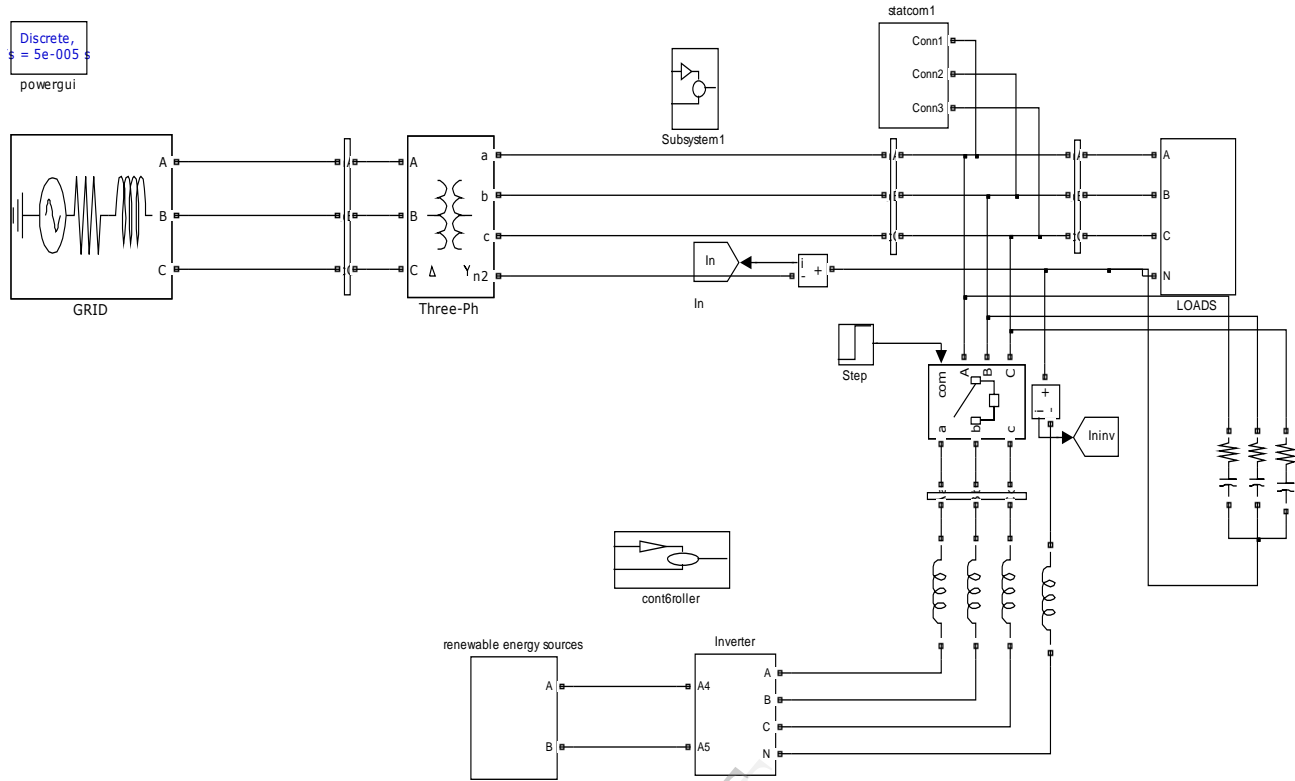 statcom1
Discrete,
s = 5e-005 s
powergui
Conn1
Conn2
Conn3
Subsystem1
A
B
C
GRID
A
B
C
Δ
Y
a
b
c
n2
Three-Ph
In
In
i
-
+
A
B
C
N
LOADS
Step
com
A
B
C
a
b
c
+
i
-
Ininv
cont6roller
renewable energy sources
A
B
Inverter
A4
A5
A
B
C
N